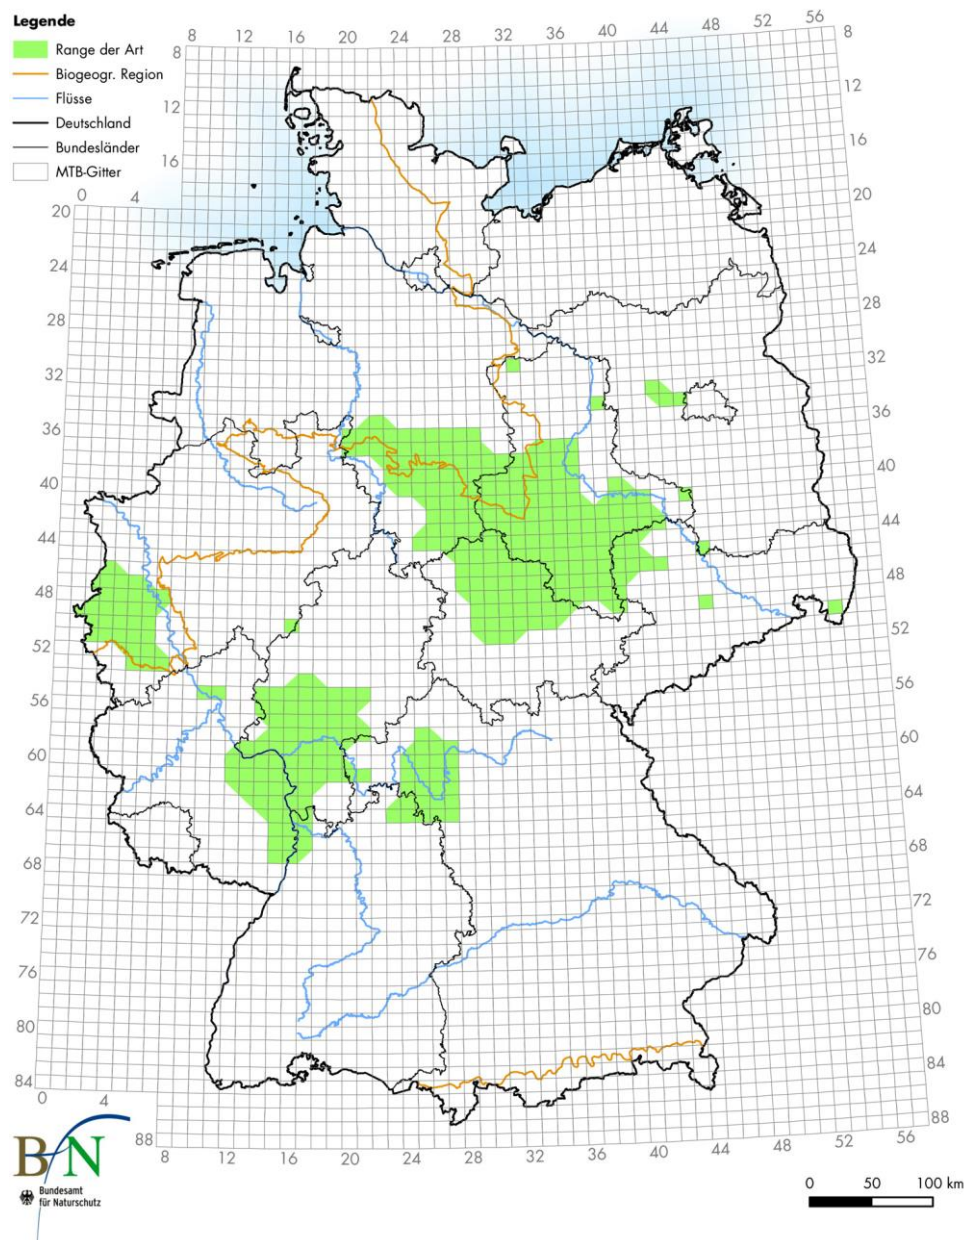 Legende
Range der Art
Biogeogr. Region
Flüsse
Deutschland
Bundesländer
MTB-Gitter
8 12 16 20 24 28 32 36 40 44 48 52 56
8 8
12 12
16 16
0 4
20 20
24 24
28 28
32 32
36 36
40 40
44 44
48 48
52 52
56 56
60 60
64 64
68 68
72 72
76 76
80 80
84 84
0 4
88 88
8 12 16 20 24 28 32 36 40 44 48 52 56
BfN
Bundesamt
für Naturschutz
0 50 100 km